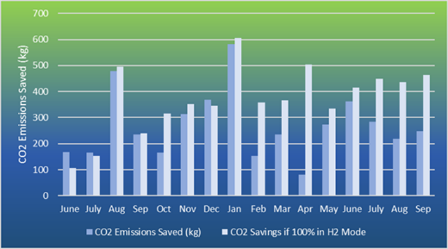 700
600
500
400
300
200
100
0
CO2 Emissions Saved (kg)
June July Aug Sep Oct Nov Dec Jan Feb Mar Apr May June July Aug Sep
CO2 Emissions Saved (kg) CO2 Savings if 100% in H2 Mode